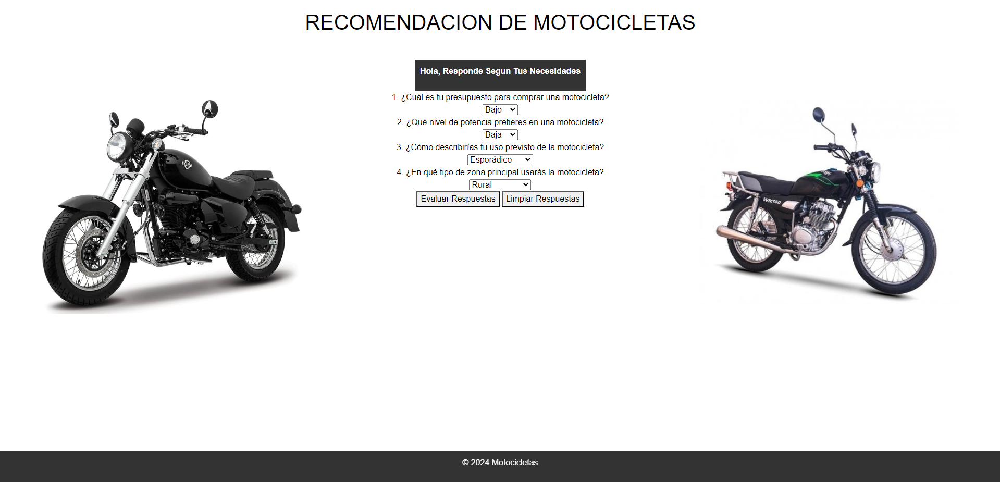 RECOMENDACION DE MOTOCICLETAS
Hola, Responde Segun Tus Necesidades
1. ¿Cuál es tu presupuesto para comprar una motocicleta?
Bajo
2. ¿Qué nivel de potencia prefieres en una motocicleta?
Baja
3. ¿Cómo describirías tu uso previsto de la motocicleta?
Esporádico
4. ¿En qué tipo de zona principal usarás la motocicleta?
Rural
Evaluar Respuestas Limpiar Respuestas
WK150
© 2024 Motocicletas